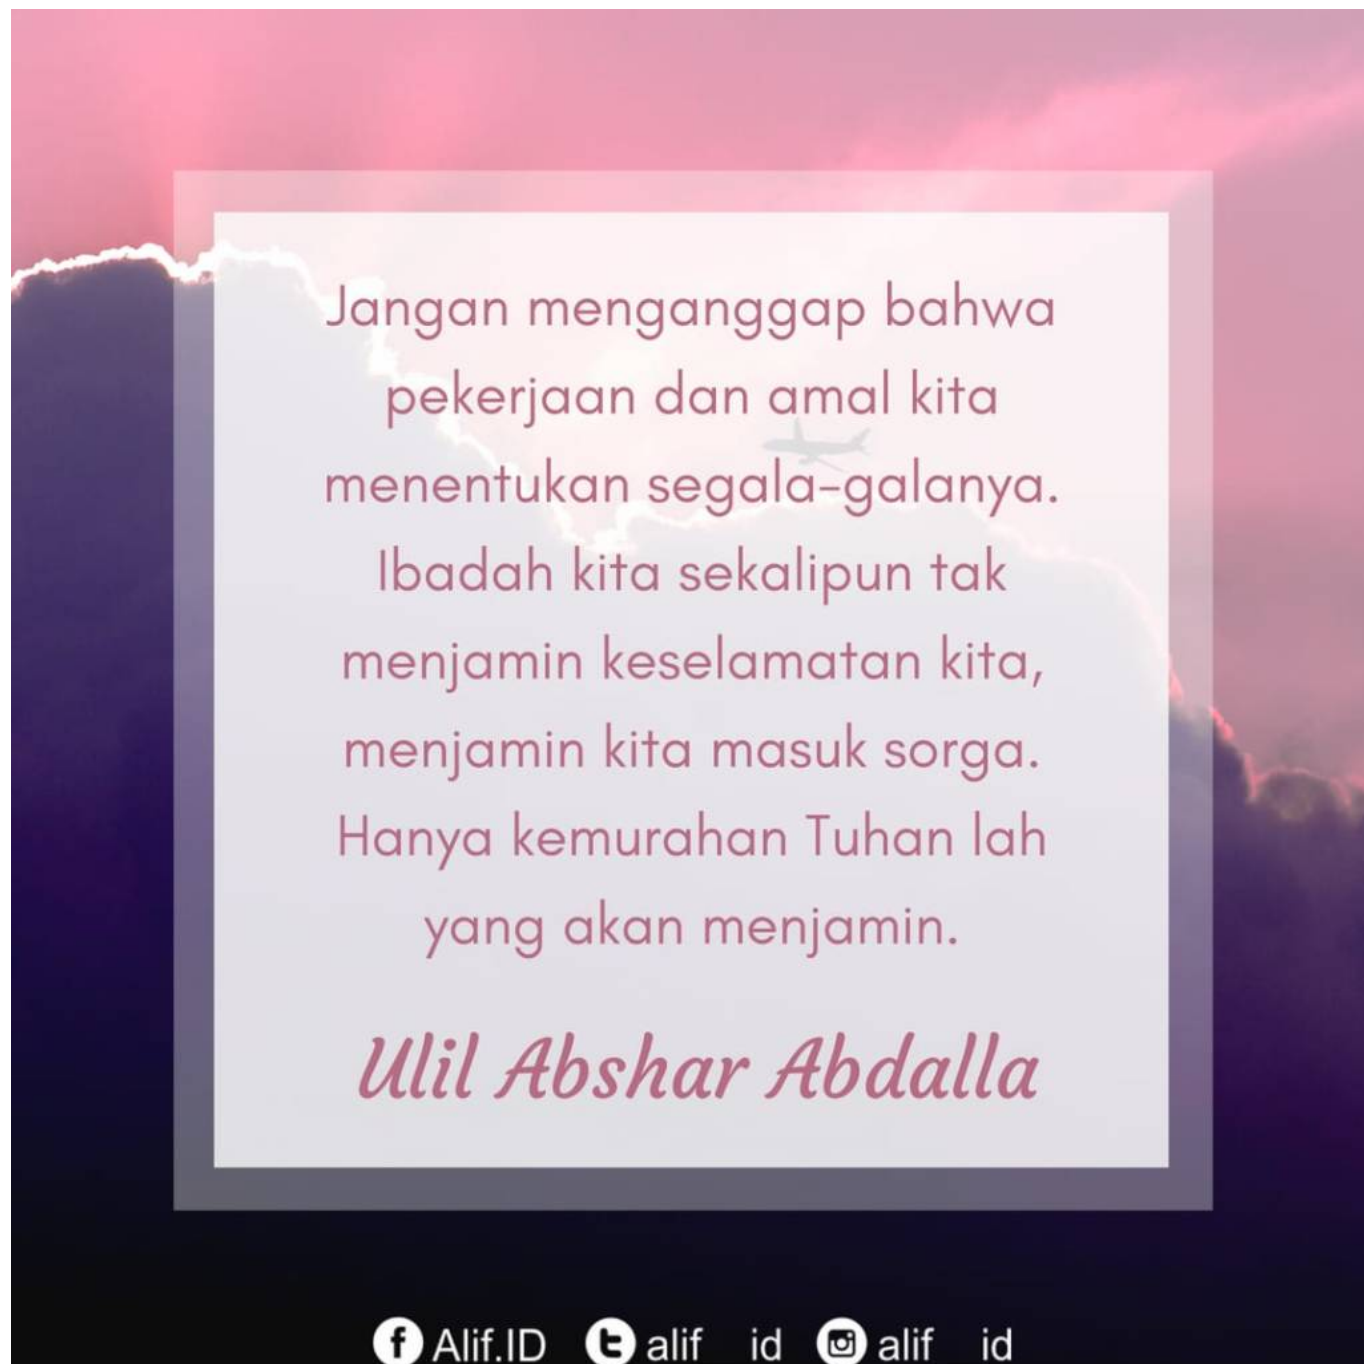 Jangan menganggap bahwa
pekerjaan dan amal kita
menentukan segala-galanya.
Ibadah kita sekalipun tak
menjamin keselamatan kita,
menjamin kita masuk sorga.
Hanya kemurahan Tuhan lah
yang akan menjamin.
Ulil Abshar Abdalla
Alif.ID alif id alif id